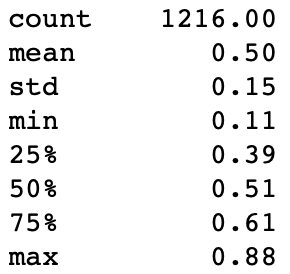 count 1216.00
mean 0.50
std 0.15
min 0.11
25% 0.39
50% 0.51
75% 0.61
max 0.88